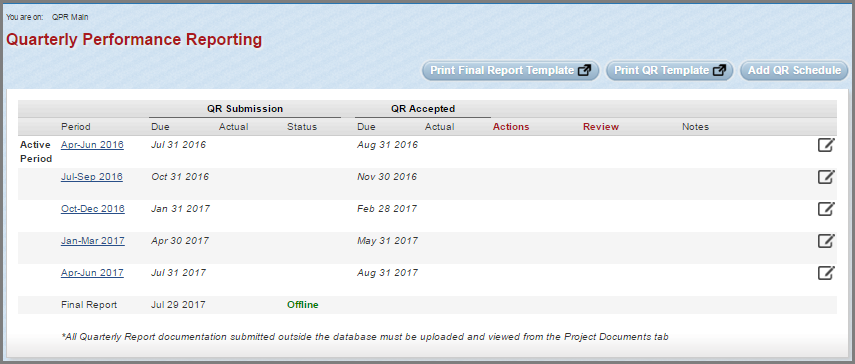 You are on: QPR Main
Quarterly Performance Reporting
Print Final Report Template Print QR Template Add QR Schedule
QR Submission QR Accepted
Period Due Actual Status Due Actual Actions Review Notes
Active Period Apr-Jun 2016 Jul 31 2016 Aug 31 2016
Jul-Sep 2016 Oct 31 2016 Nov 30 2016
Oct-Dec 2016 Jan 31 2017 Feb 28 2017
Jan-Mar 2017 Apr 30 2017 May 31 2017
Apr-Jun 2017 Jul 31 2017 Aug 31 2017
Final Report Jul 29 2017 Offline
*All Quarterly Report documentation submitted outside the database must be uploaded and viewed from the Project Documents tab